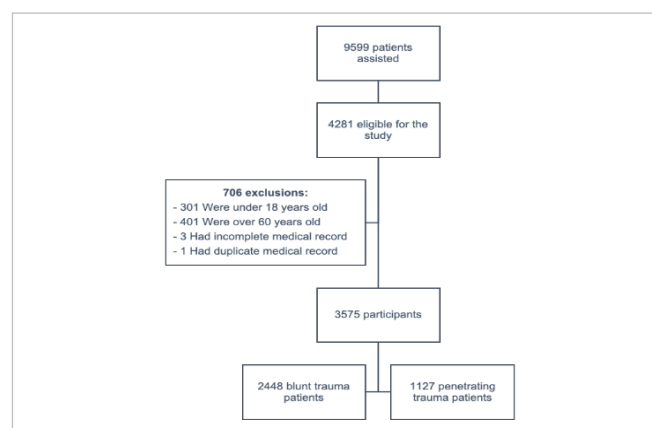 9599 patients
assisted
4281 eligible for the
study
706 exclusions:
- 301 Were under 18 years old
- 401 Were over 60 years old
- 3 Had incomplete medical record
- 1 Had duplicate medical record
3575 participants
2448 blunt trauma
patients
1127 penetrating
trauma patients